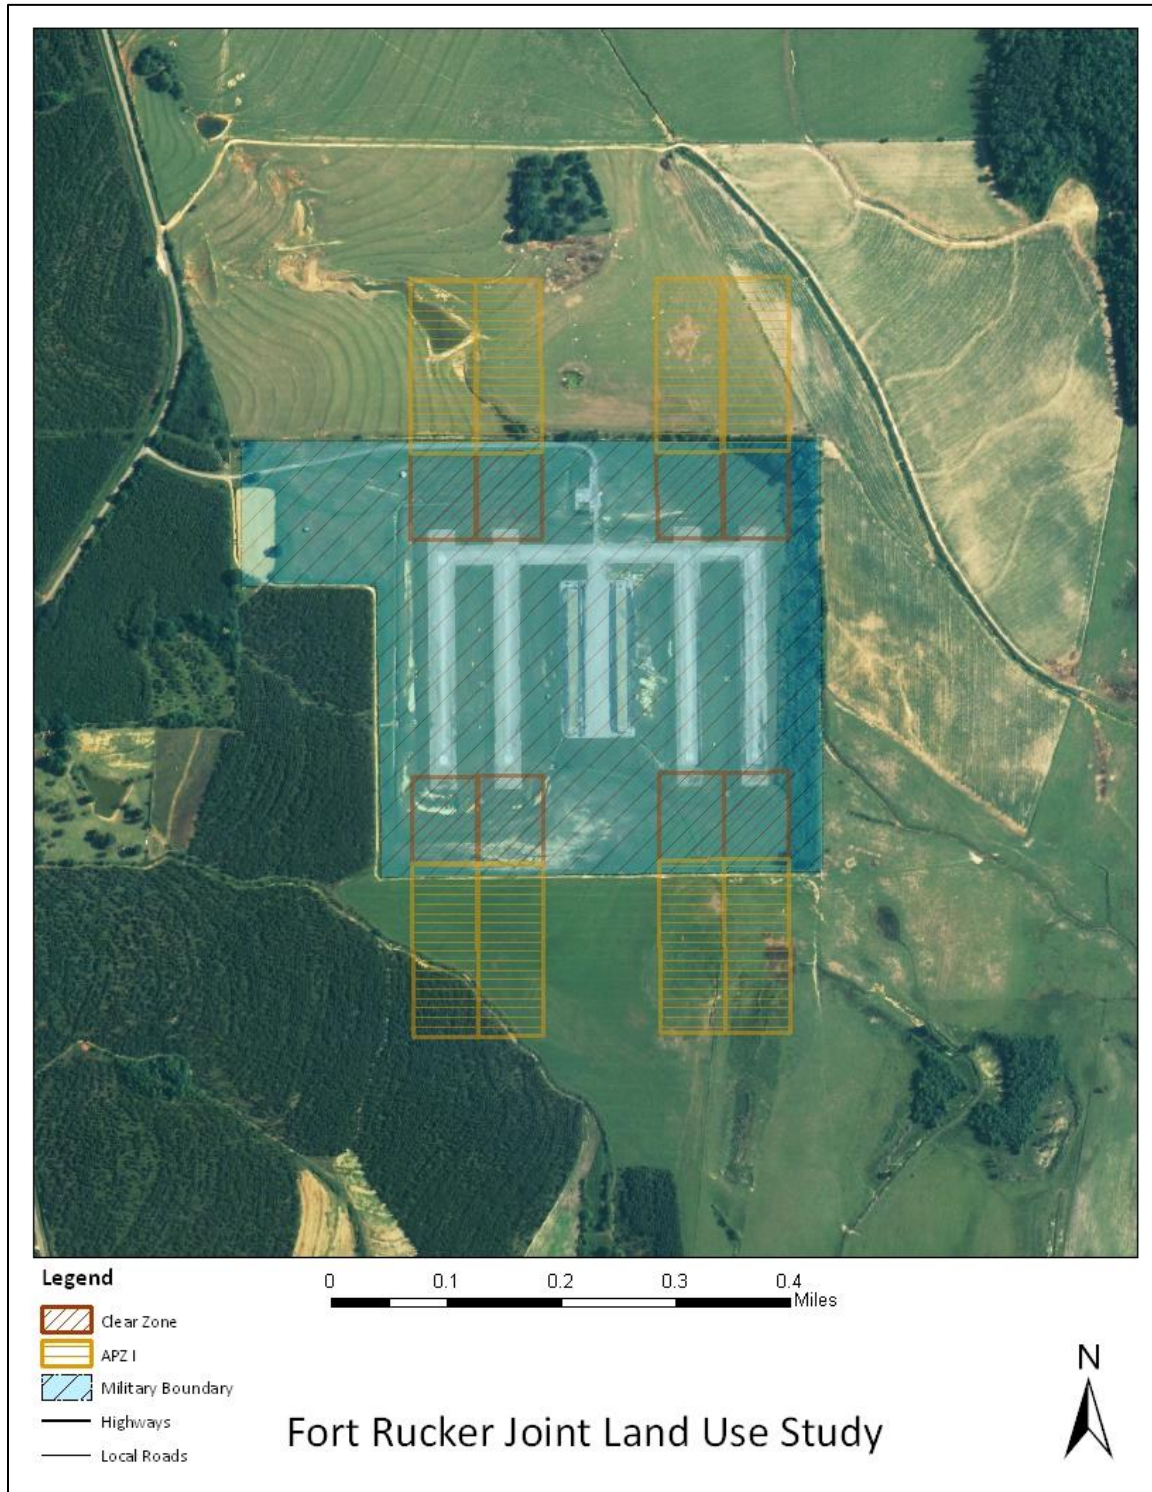 Legend
Clear Zone
APZ I
Military Boundary
Highways
Local Roads
0 0.1 0.2 0.3 0.4
Miles
N
Fort Rucker Joint Land Use Study